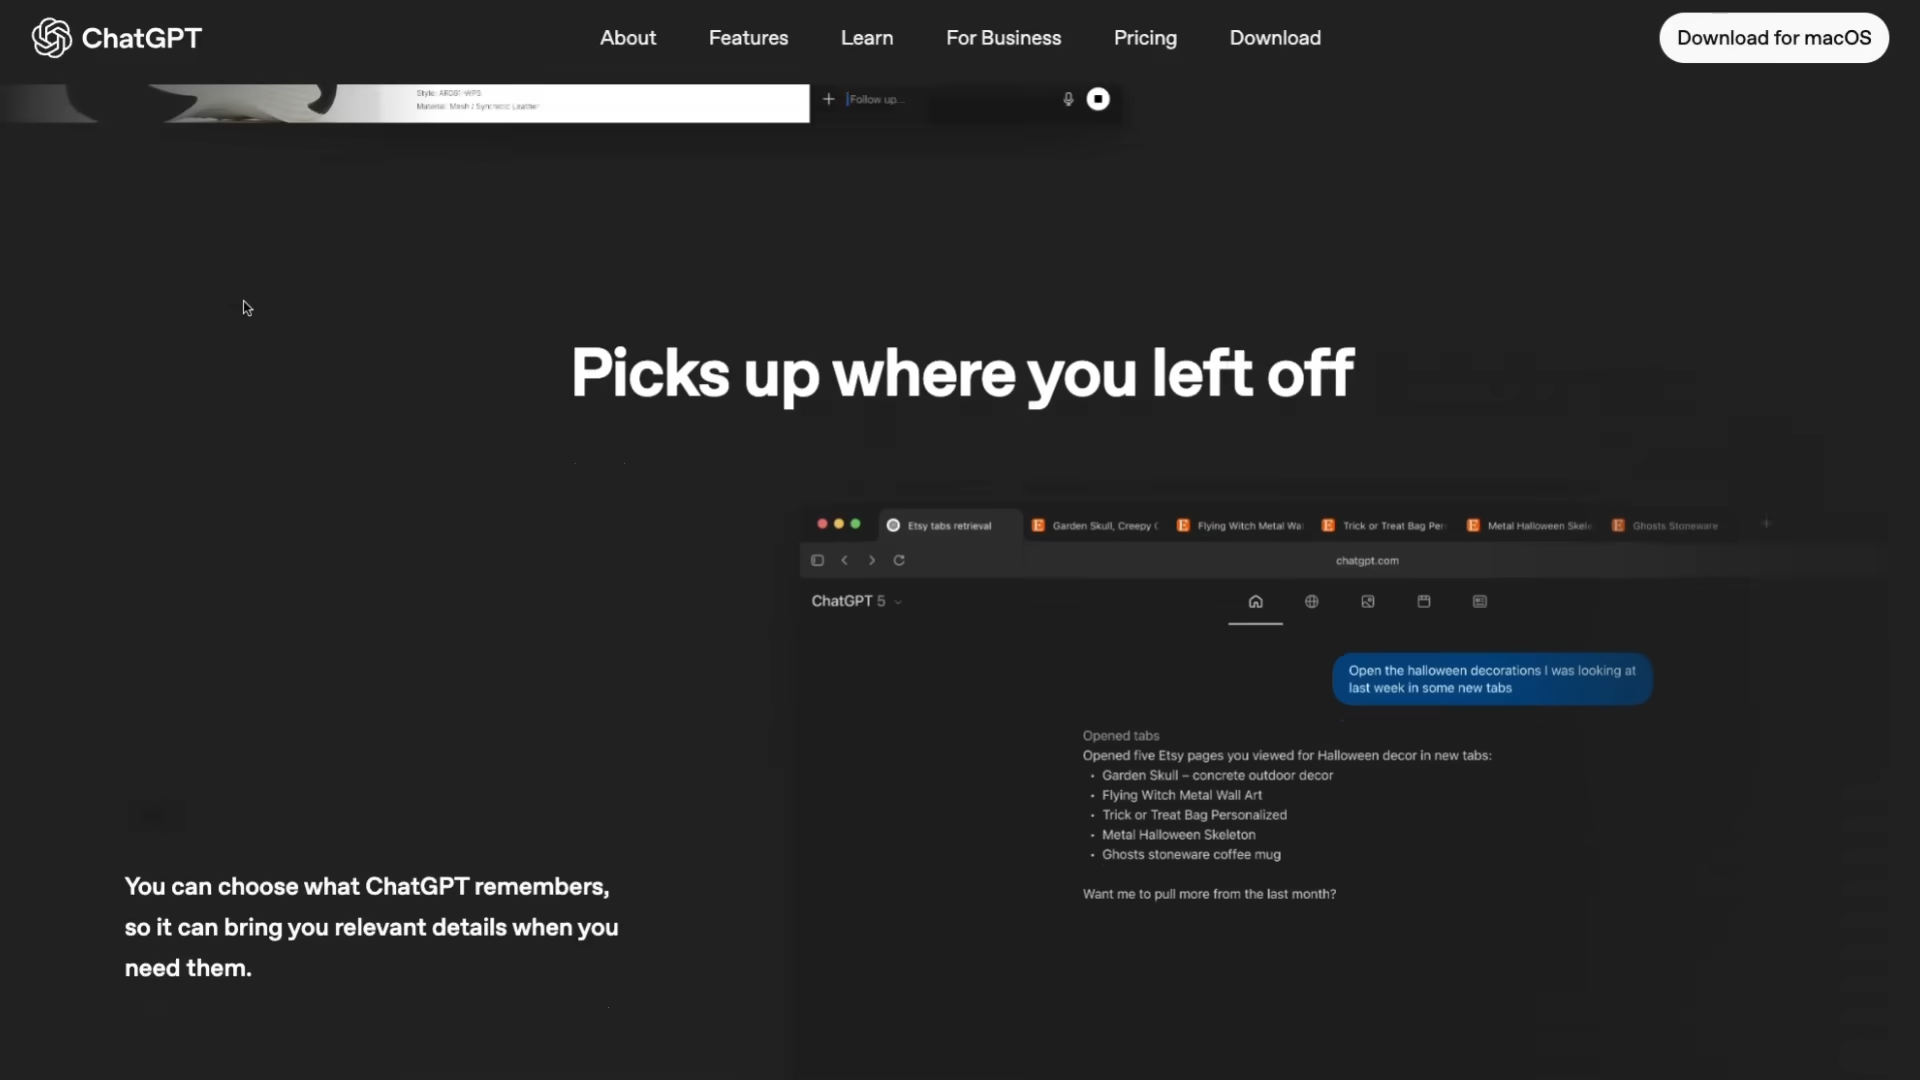 ChatGPT
About
Features
Learn
For Business
Pricing
Download
Download for macOS
Material: Mesh / Synthetic Leather
Follow up...
Picks up where you left off
Etsy tabs retrieval
Garden Skull, Creepy
Flying Witch Metal Wa
Trick or Treat Bag Per
Metal Halloween Skele
Ghosts Stoneware
chatgpt.com
ChatGPT 5
Open the halloween decorations I was looking at
last week in some new tabs
Opened tabs
Opened five Etsy pages you viewed for Halloween decor in new tabs:
• Garden Skull – concrete outdoor decor
• Flying Witch Metal Wall Art
• Trick or Treat Bag Personalized
• Metal Halloween Skeleton
• Ghosts stoneware coffee mug
Want me to pull more from the last month?
You can choose what ChatGPT remembers,
so it can bring you relevant details when you
need them.